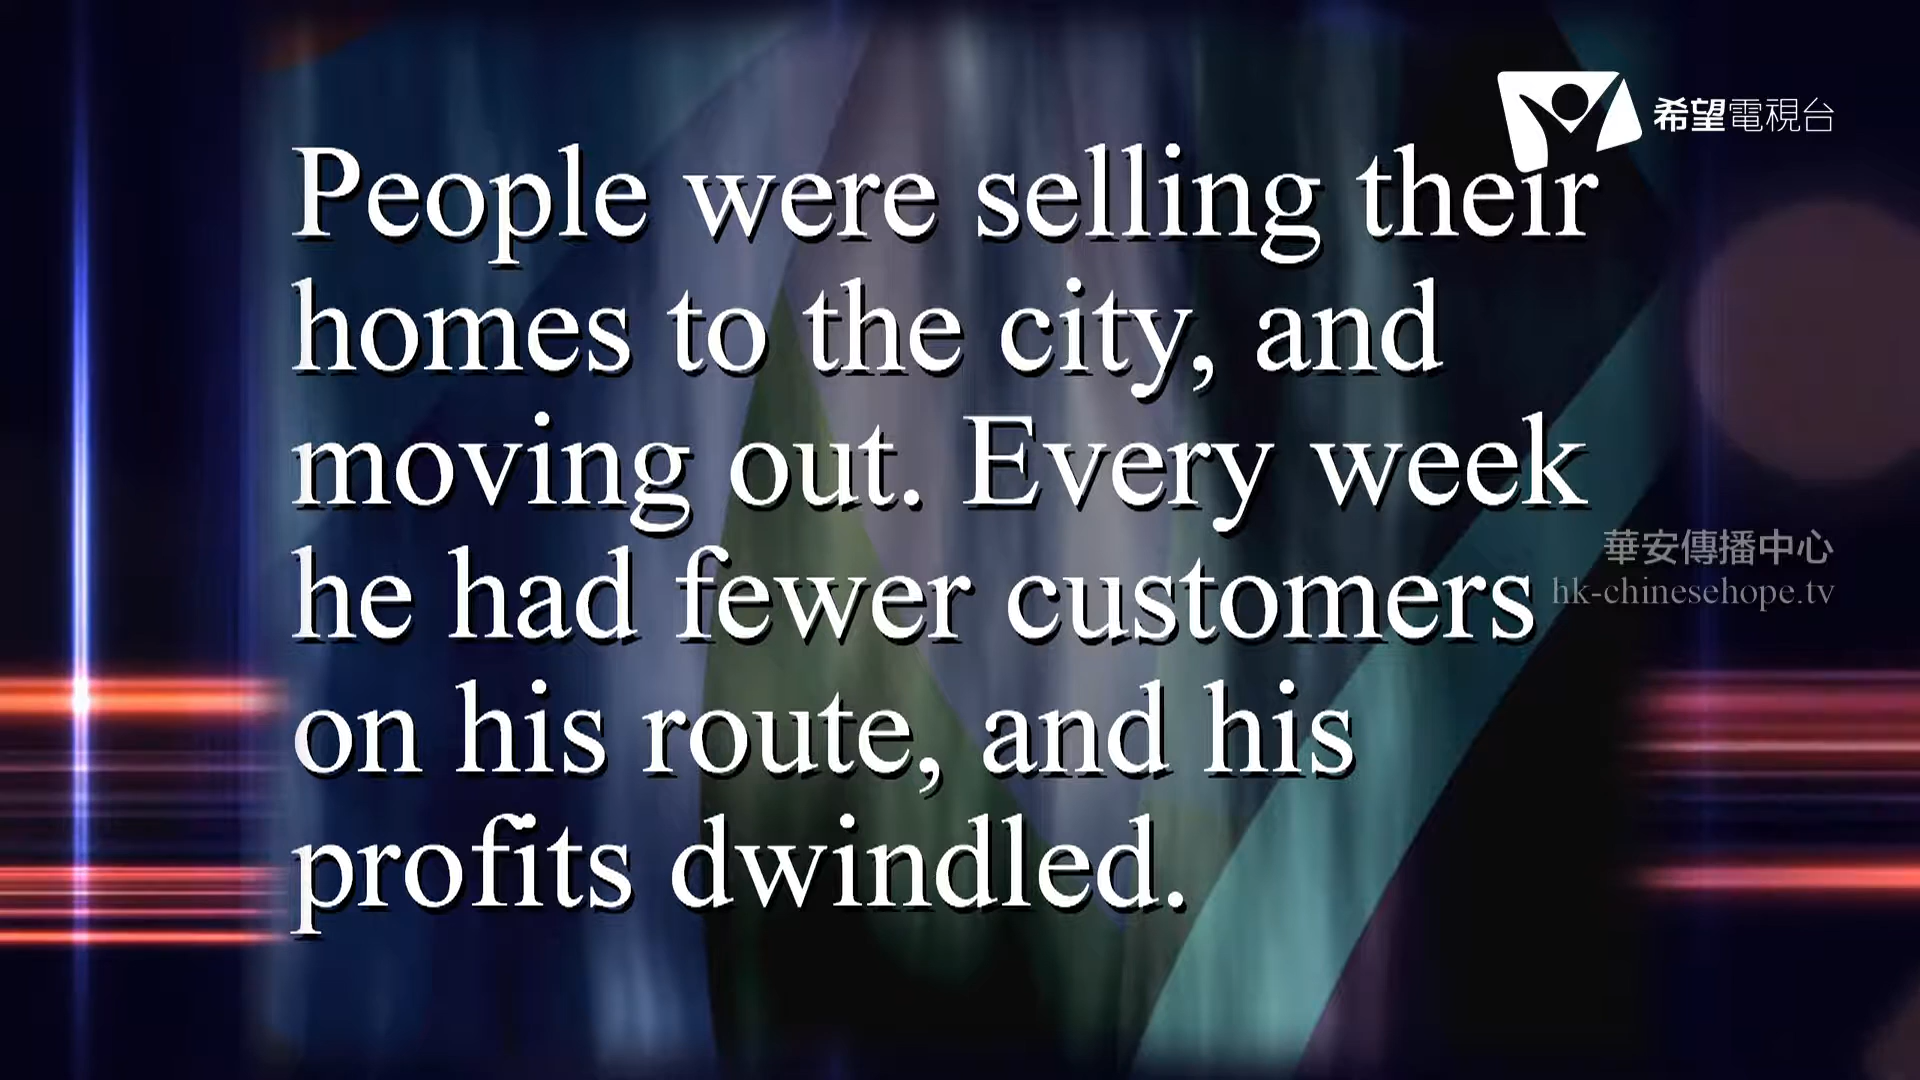 希望電視台
People were selling their
homes to the city, and
moving out. Every week
he had fewer customers
on his route, and his
profits dwindled.
華安傳播中心
hk-chinesehope.tv